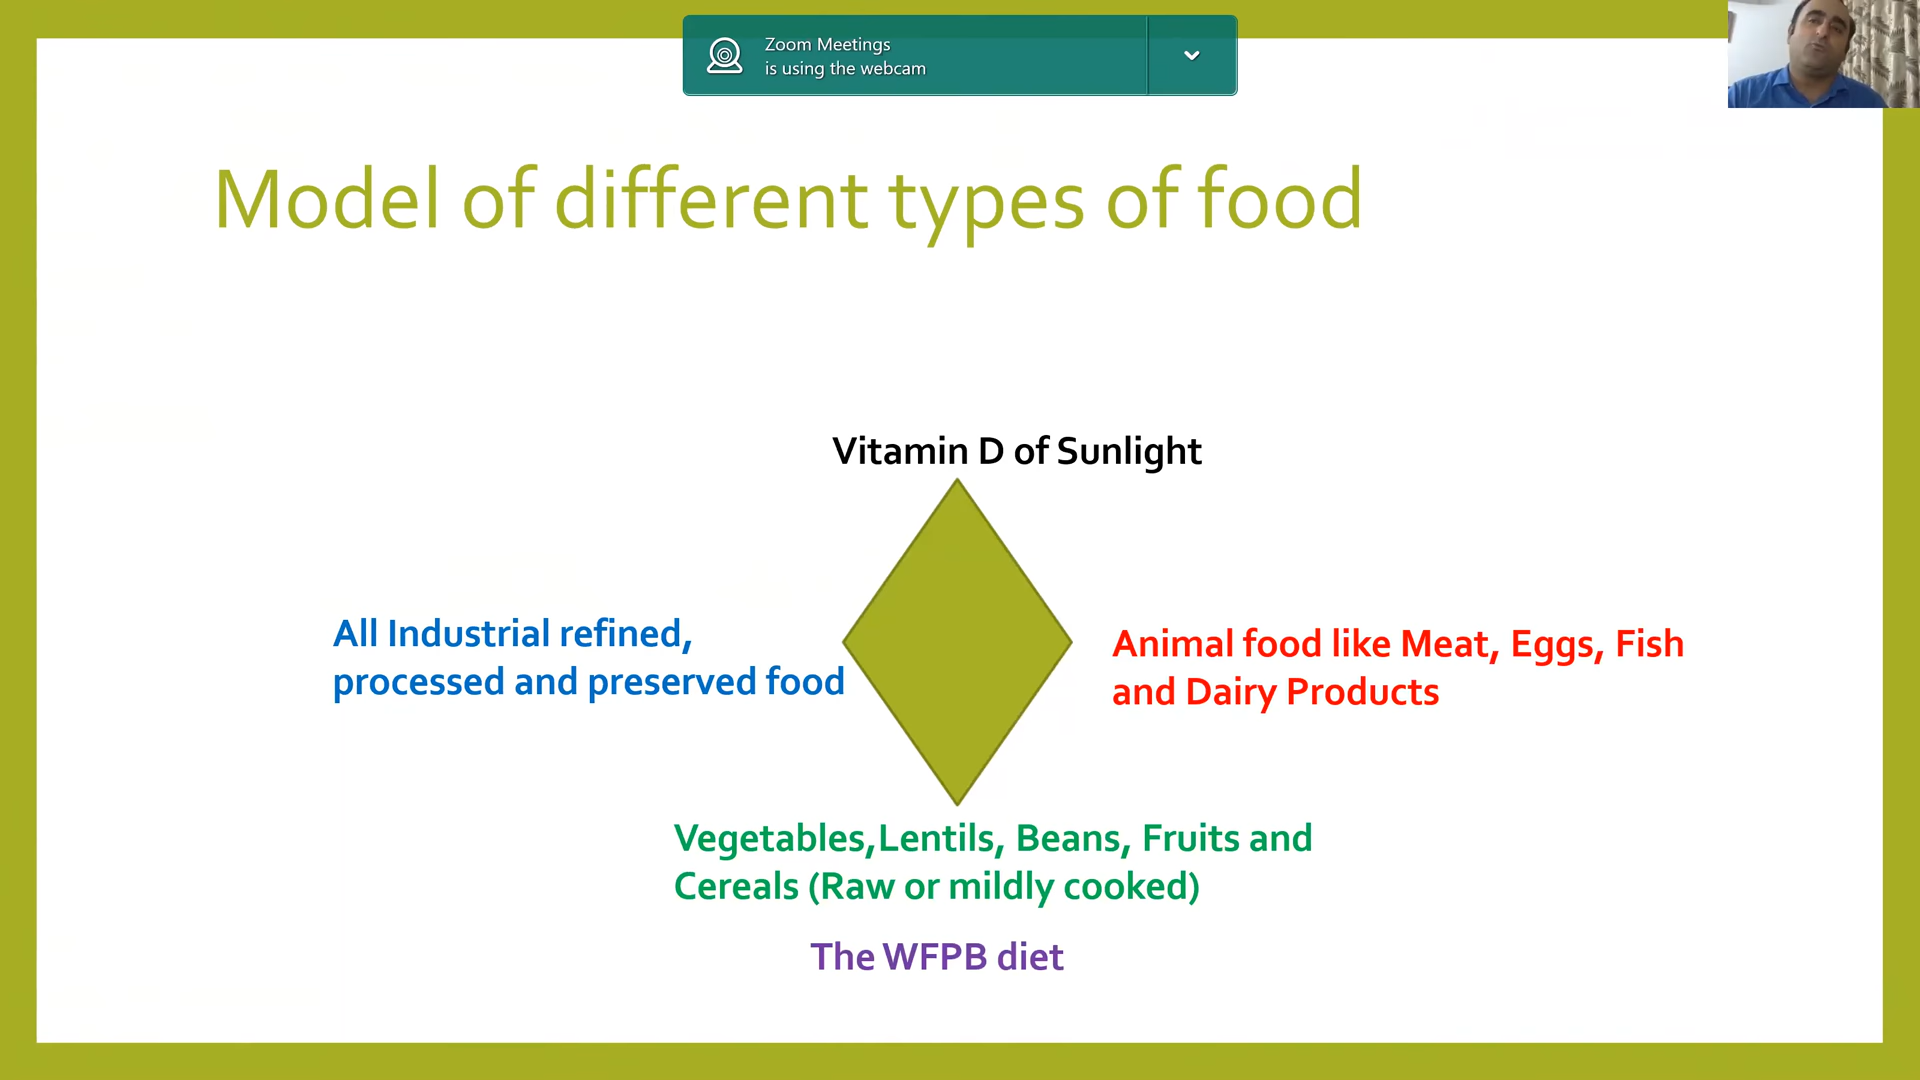 Zoom Meetings
is using the webcam
Model of different types of food
Vitamin D of Sunlight
All Industrial refined,
processed and preserved food
Animal food like Meat, Eggs, Fish
and Dairy Products
Vegetables,Lentils, Beans, Fruits and
Cereals (Raw or mildly cooked)
The WFPB diet